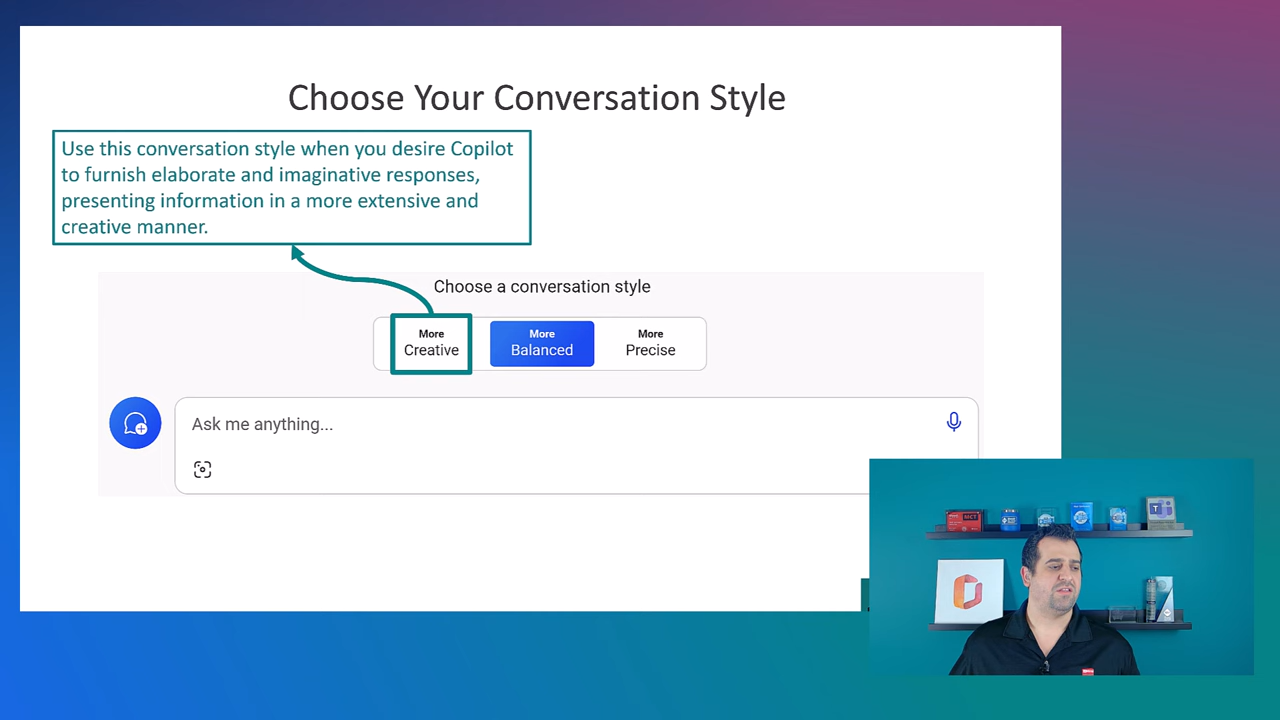 Choose Your Conversation Style
Use this conversation style when you desire Copilot
to furnish elaborate and imaginative responses,
presenting information in a more extensive and
creative manner.
Choose a conversation style
More
Creative
More
Balanced
More
Precise
Ask me anything...
MCT
T